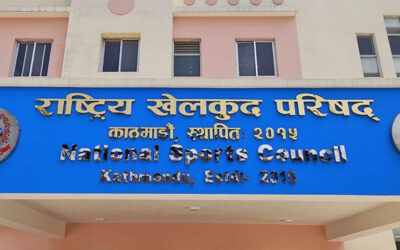 राष्ट्रिय खेलकुद परिषद्
काठमाडौं, स्थापितः २०१५
National Sports Council
Kathmandu, Estd:- 2015